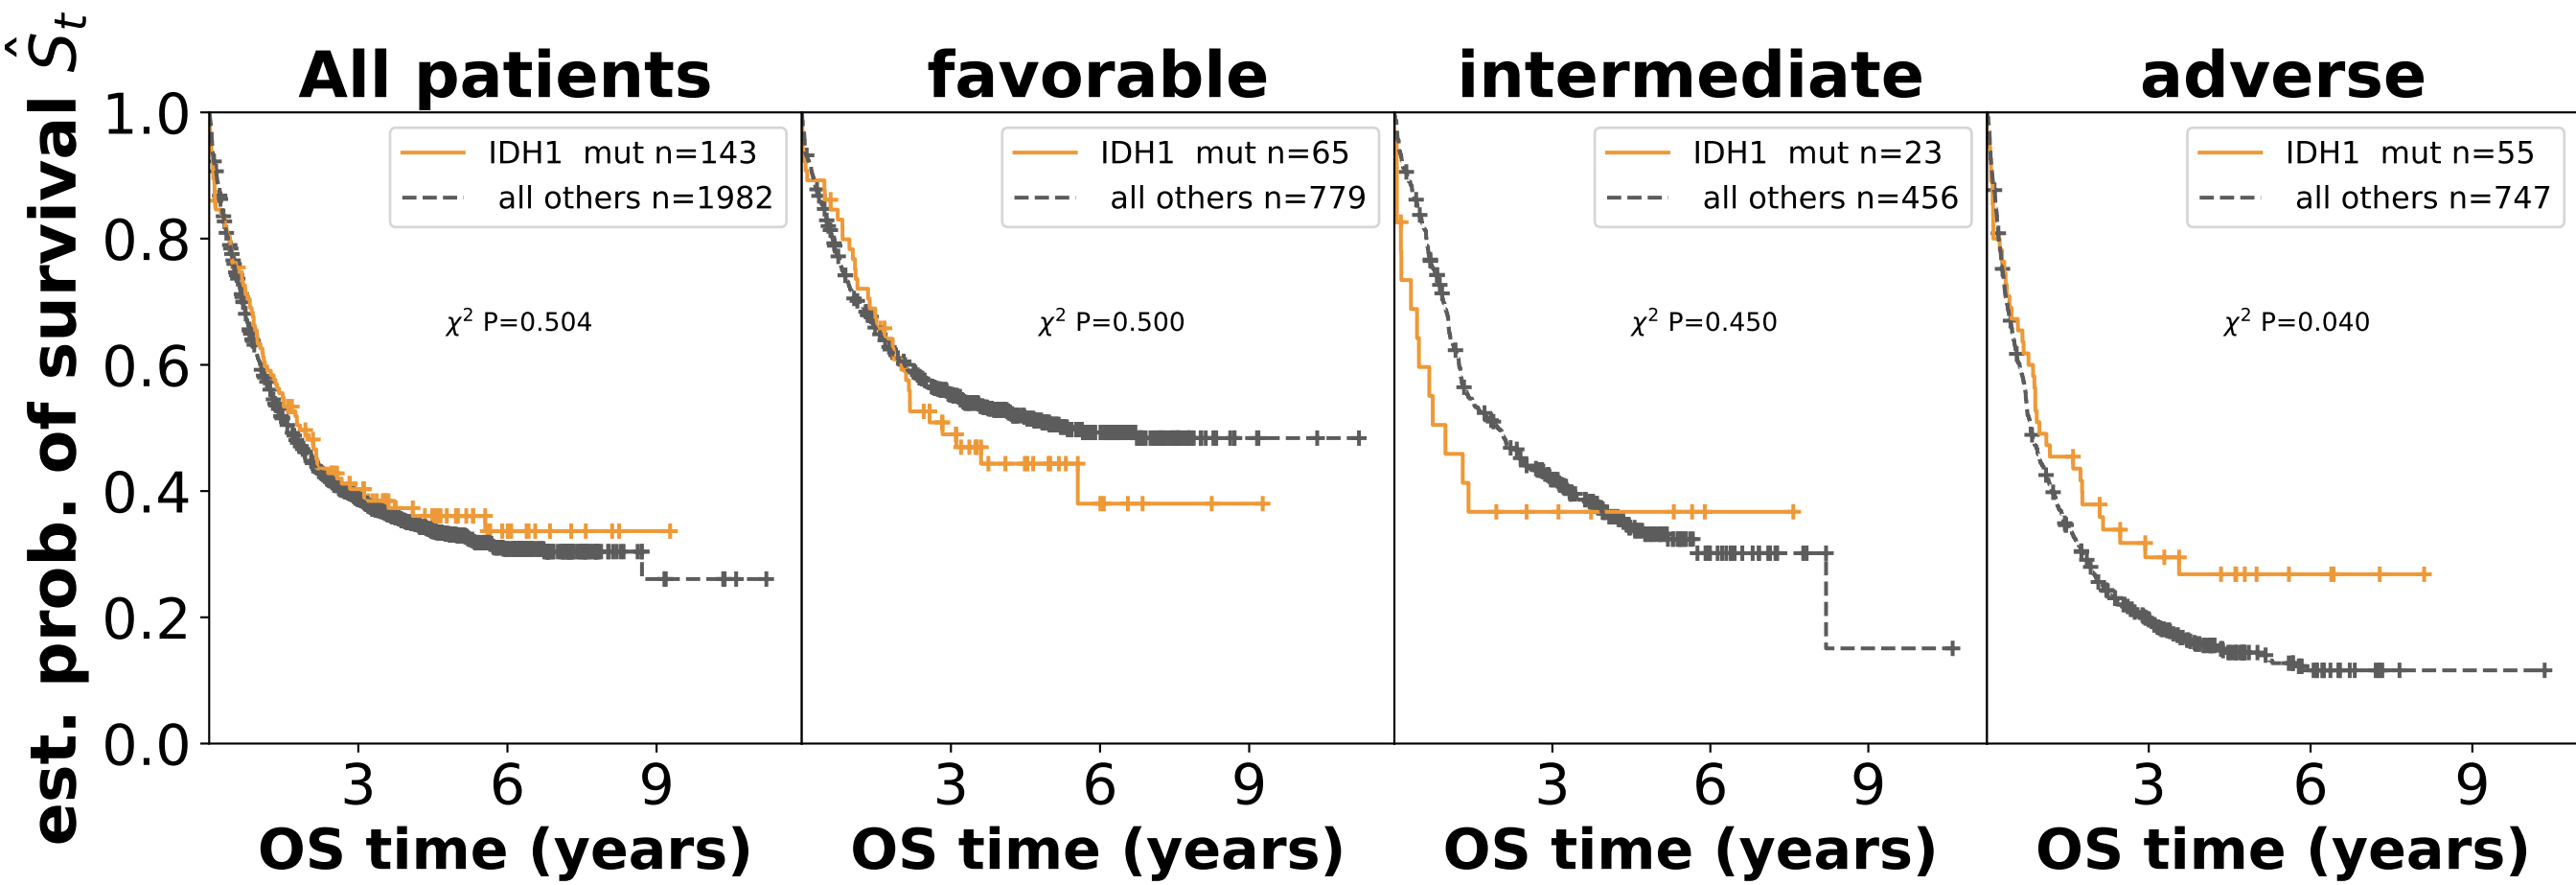 est. prob. of survival Ŝt
All patients
1.0
0.8
0.6
0.4
0.2
0.0
IDH1 mut n=143
all others n=1982
χ² P=0.504
3 6 9
OS time (years)
favorable
IDH1 mut n=65
all others n=779
χ² P=0.500
3 6 9
OS time (years)
intermediate
IDH1 mut n=23
all others n=456
χ² P=0.450
3 6 9
OS time (years)
adverse
IDH1 mut n=55
all others n=747
χ² P=0.040
3 6 9
OS time (years)